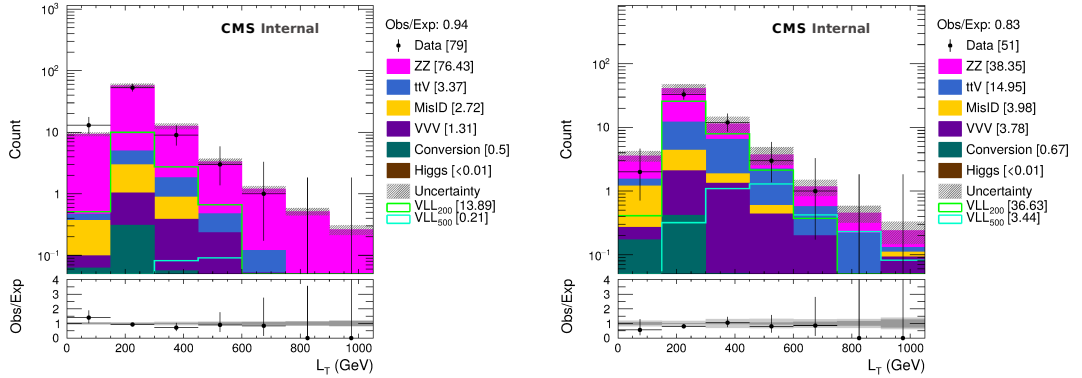 CMS Internal
Obs/Exp: 0.94
Data [79]
ZZ [76.43]
ttV [3.37]
MisID [2.72]
VVV [1.31]
Conversion [0.5]
Higgs [<0.01]
Uncertainty
VLL200 [13.89]
VLL500 [0.21]
Count
10³
10²
10
1
10⁻¹
Obs/Exp
4
3
2
1
0
0 200 400 600 800 1000
L_T (GeV)
CMS Internal
Obs/Exp: 0.83
Data [51]
ZZ [38.35]
ttV [14.95]
MisID [3.98]
VVV [3.78]
Conversion [0.67]
Higgs [<0.01]
Uncertainty
VLL200 [36.63]
VLL500 [3.44]
Count
10²
10
1
10⁻¹
Obs/Exp
4
3
2
1
0
0 200 400 600 800 1000
L_T (GeV)